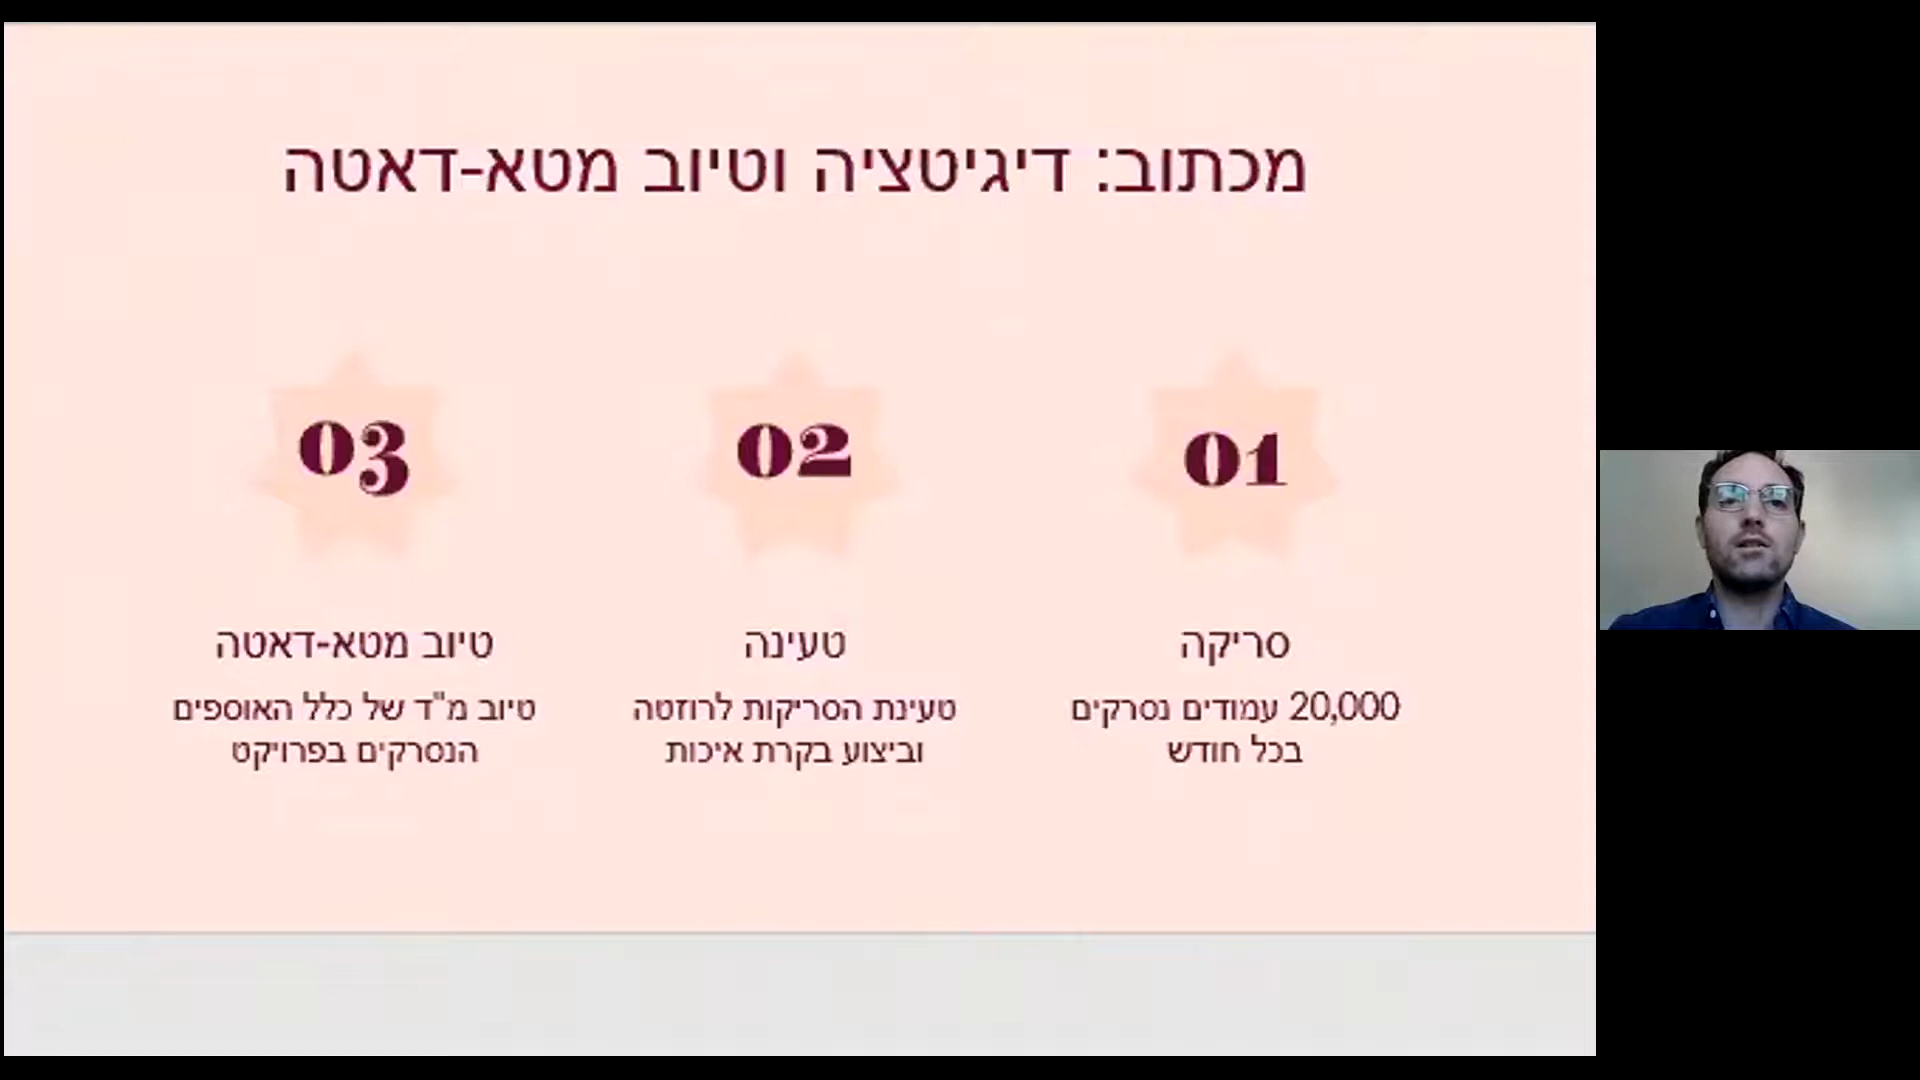 מכתוב: דיגיטציה וטיוב מטא-דאטה
01
סריקה
20,000 עמודים נסרקים
בכל חודש
02
טעינה
טעינת הסריקות לרוזטה
וביצוע בקרת איכות
03
טיוב מטא-דאטה
טיוב מ"ד של כלל האוספים
הנסרקים בפרויקט